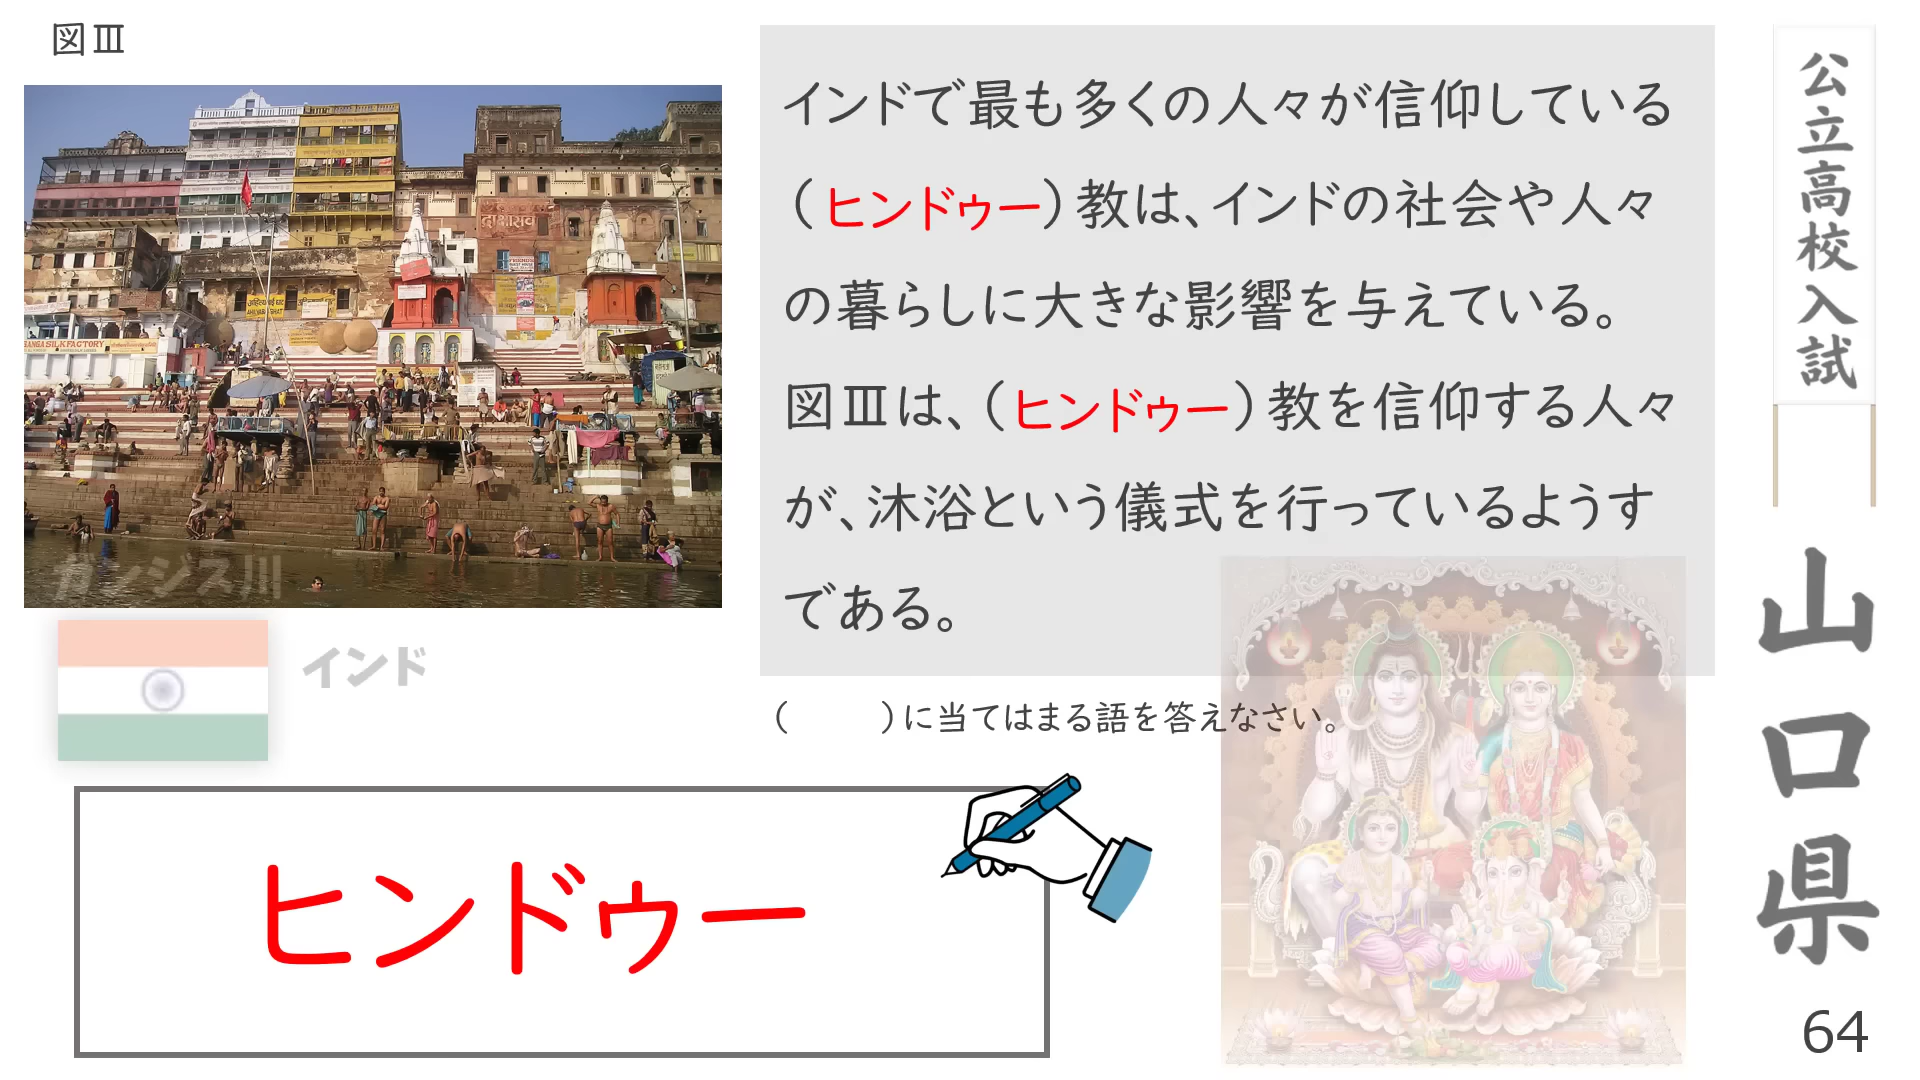 図Ⅲ
インドで最も多くの人々が信仰している
(ヒンドゥー)教は、インドの社会や人々
の暮らしに大きな影響を与えている。
図Ⅲは、(ヒンドゥー)教を信仰する人々
が、沐浴という儀式を行っているようす
である。
(　　)に当てはまる語を答えなさい。
ガンジス川
インド
ヒンドゥー
公立高校入試
山口県
64
GANGA SILK FACTORY